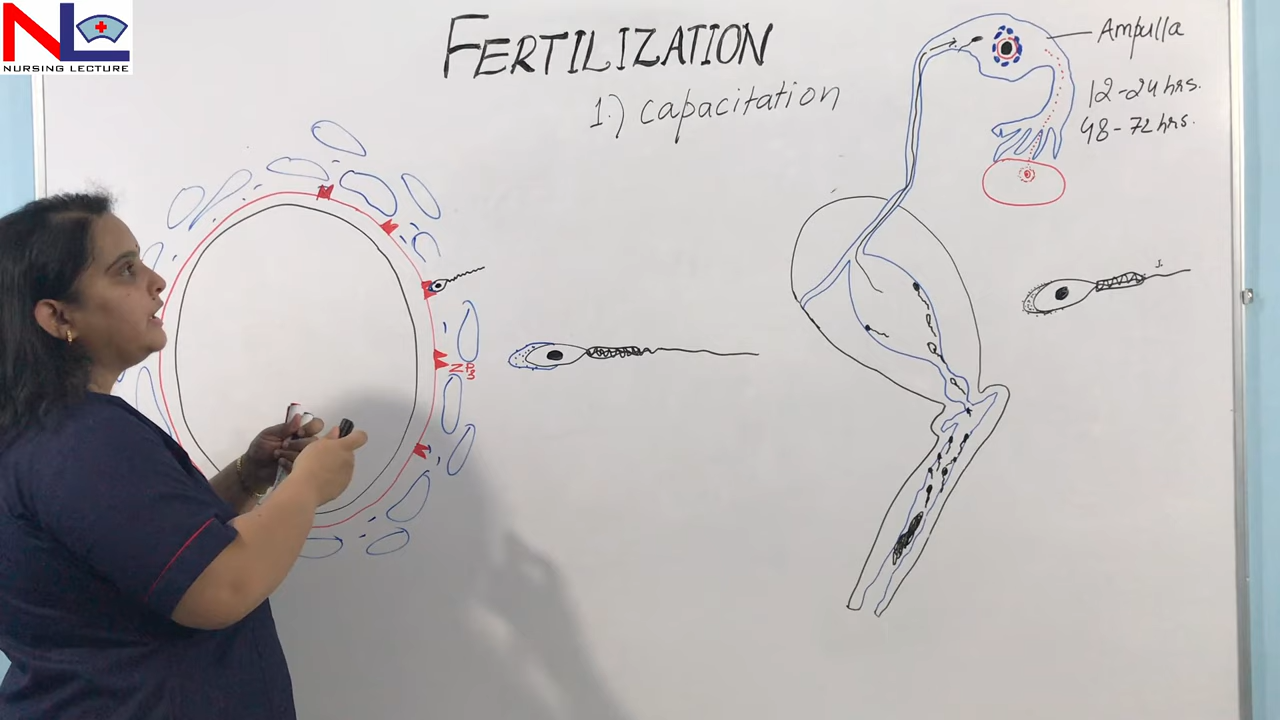 NL
NURSING LECTURE
FERTILIZATION
1.) capacitation
Ampulla
12-24 hrs.
48-72 hrs.
ZP3